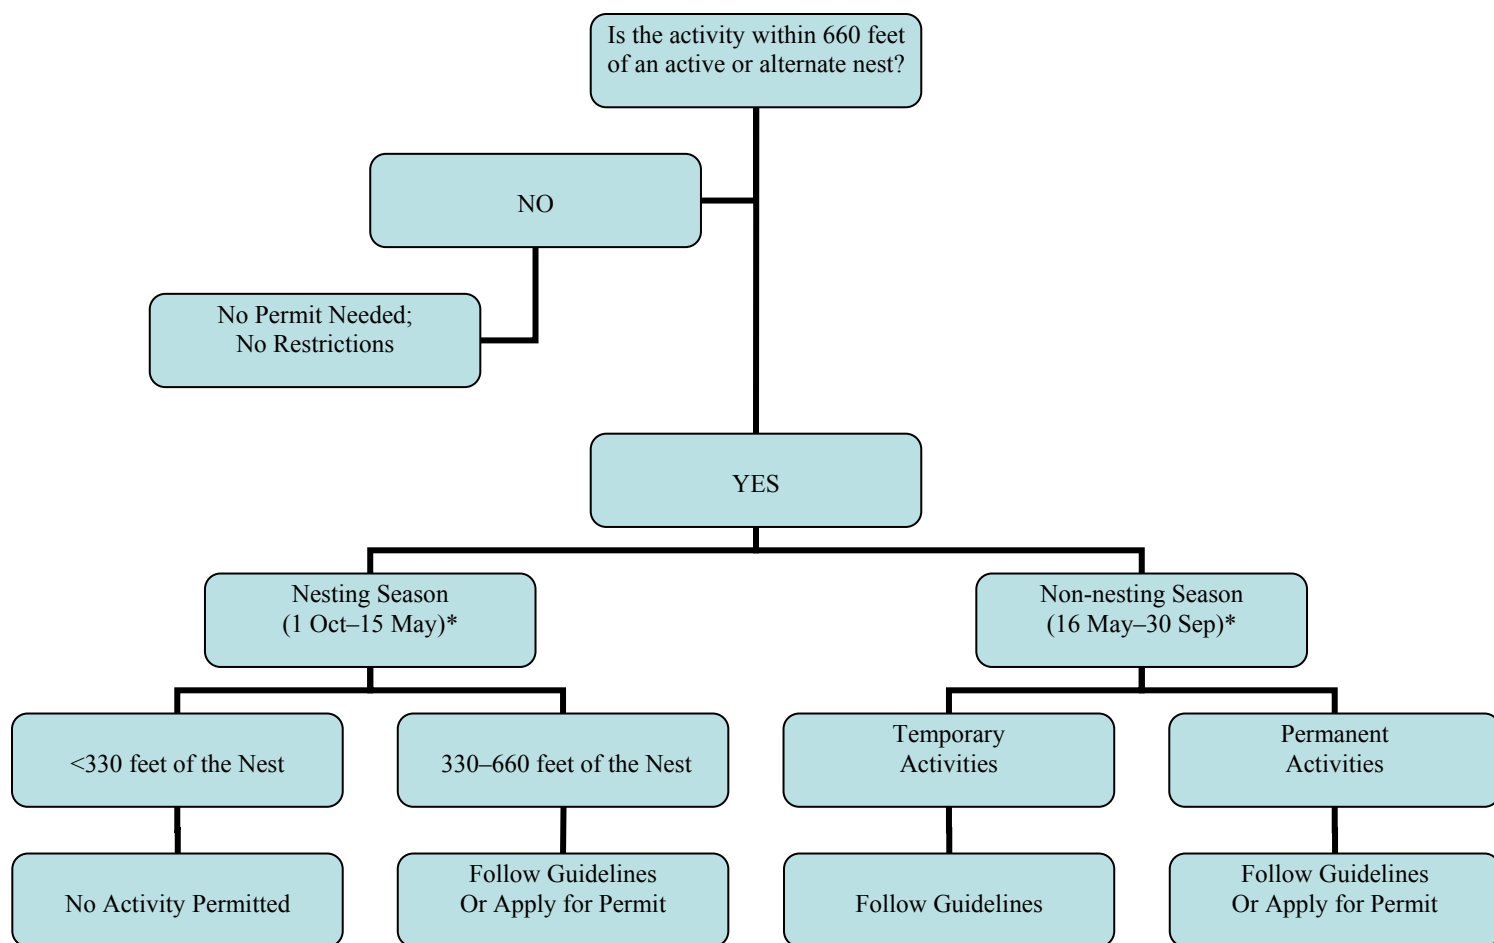 Is the activity within 660 feet
of an active or alternate nest?
NO
No Permit Needed;
No Restrictions
YES
Nesting Season
(1 Oct–15 May)*
Non-nesting Season
(16 May–30 Sep)*
<330 feet of the Nest
330–660 feet of the Nest
Temporary
Activities
Permanent
Activities
No Activity Permitted
Follow Guidelines
Or Apply for Permit
Follow Guidelines
Follow Guidelines
Or Apply for Permit